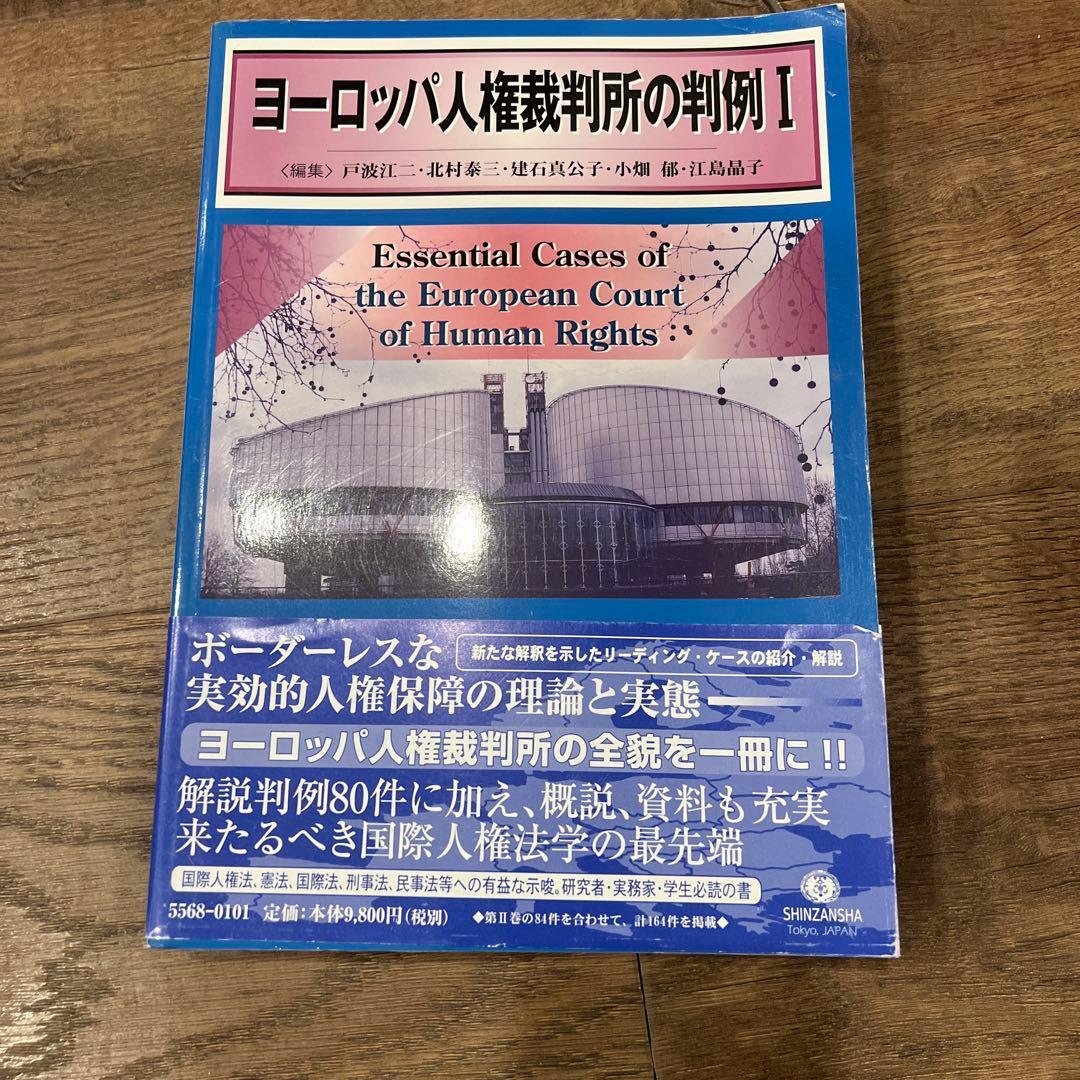 ヨーロッパ人権裁判所の判例 I
〈編集〉戸波江二・北村泰三・建石真公子・小畑 郁・江島晶子
Essential Cases of
the European Court
of Human Rights
ボーダーレスな
新たな解釈を示したリーディング・ケースの紹介・解説
実効的人権保障の理論と実態――
ヨーロッパ人権裁判所の全貌を一冊に!!
解説判例80件に加え、概説、資料も充実
来たるべき国際人権法学の最先端
国際人権法、憲法、国際法、刑事法、民事法等への有益な示唆。研究者・実務家・学生必読の書
5568-0101 定価:本体9,800円(税別) ◆第Ⅱ巻の84件を合わせて、計164件を掲載◆
SHINZANSHA
Tokyo, JAPAN